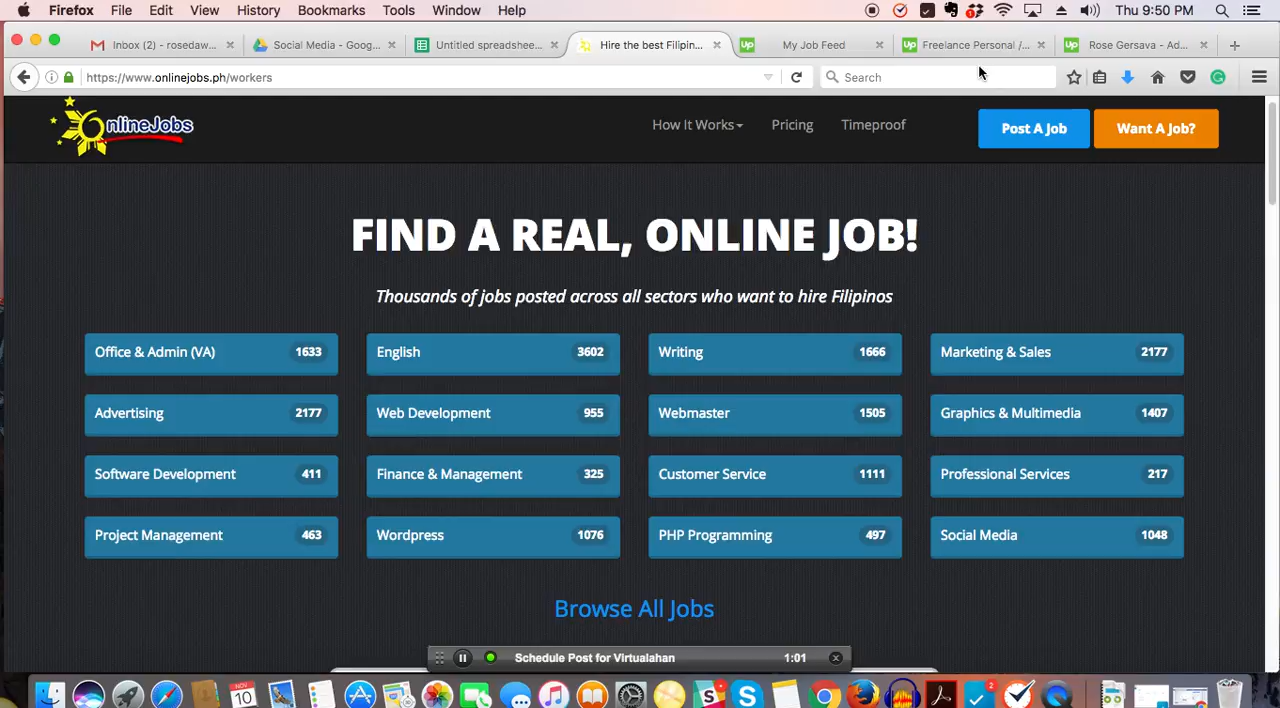 Firefox File Edit View History Bookmarks Tools Window Help Thu 9:50 PM
Inbox (2) - rosedaw... Social Media - Goog... Untitled spreadshee... Hire the best Filipin... My Job Feed Freelance Personal /... Rose Gersava - Ad...
https://www.onlinejobs.ph/workers Search
OnlineJobs How It Works Pricing Timeproof Post A Job Want A Job?
FIND A REAL, ONLINE JOB!
Thousands of jobs posted across all sectors who want to hire Filipinos
Office & Admin (VA) 1633 English 3602 Writing 1666 Marketing & Sales 2177
Advertising 2177 Web Development 955 Webmaster 1505 Graphics & Multimedia 1407
Software Development 411 Finance & Management 325 Customer Service 1111 Professional Services 217
Project Management 463 Wordpress 1076 PHP Programming 497 Social Media 1048
Browse All Jobs
Schedule Post for Virtualahan 1:01
NOV 10 2